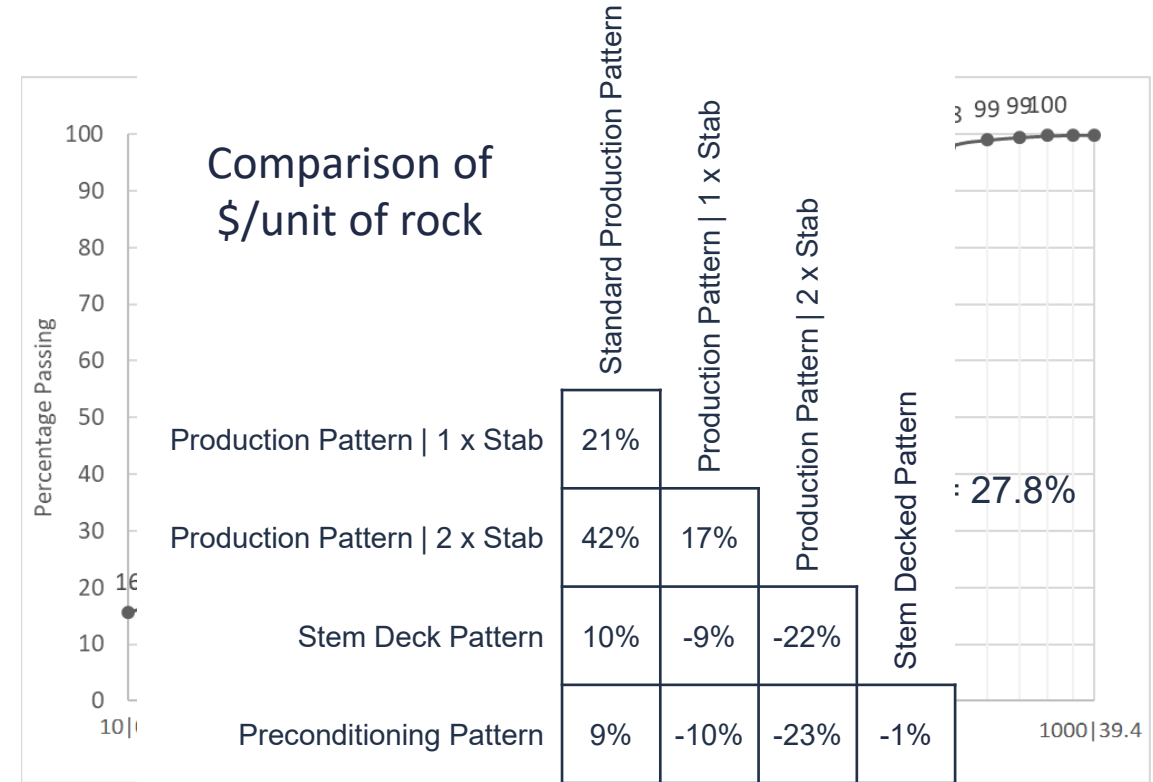 Comparison of
$/unit of rock
Standard Production Pattern
Production Pattern | 1 x Stab
Production Pattern | 2 x Stab
Stem Decked Pattern
Production Pattern | 1 x Stab 21%
Production Pattern | 2 x Stab 42% 17%
Stem Deck Pattern 10% -9% -22%
Preconditioning Pattern 9% -10% -23% -1%
Percentage Passing
100
90
80
70
60
50
40
30
20
10
0
16
99 99 100
27.8%
1000|39.4